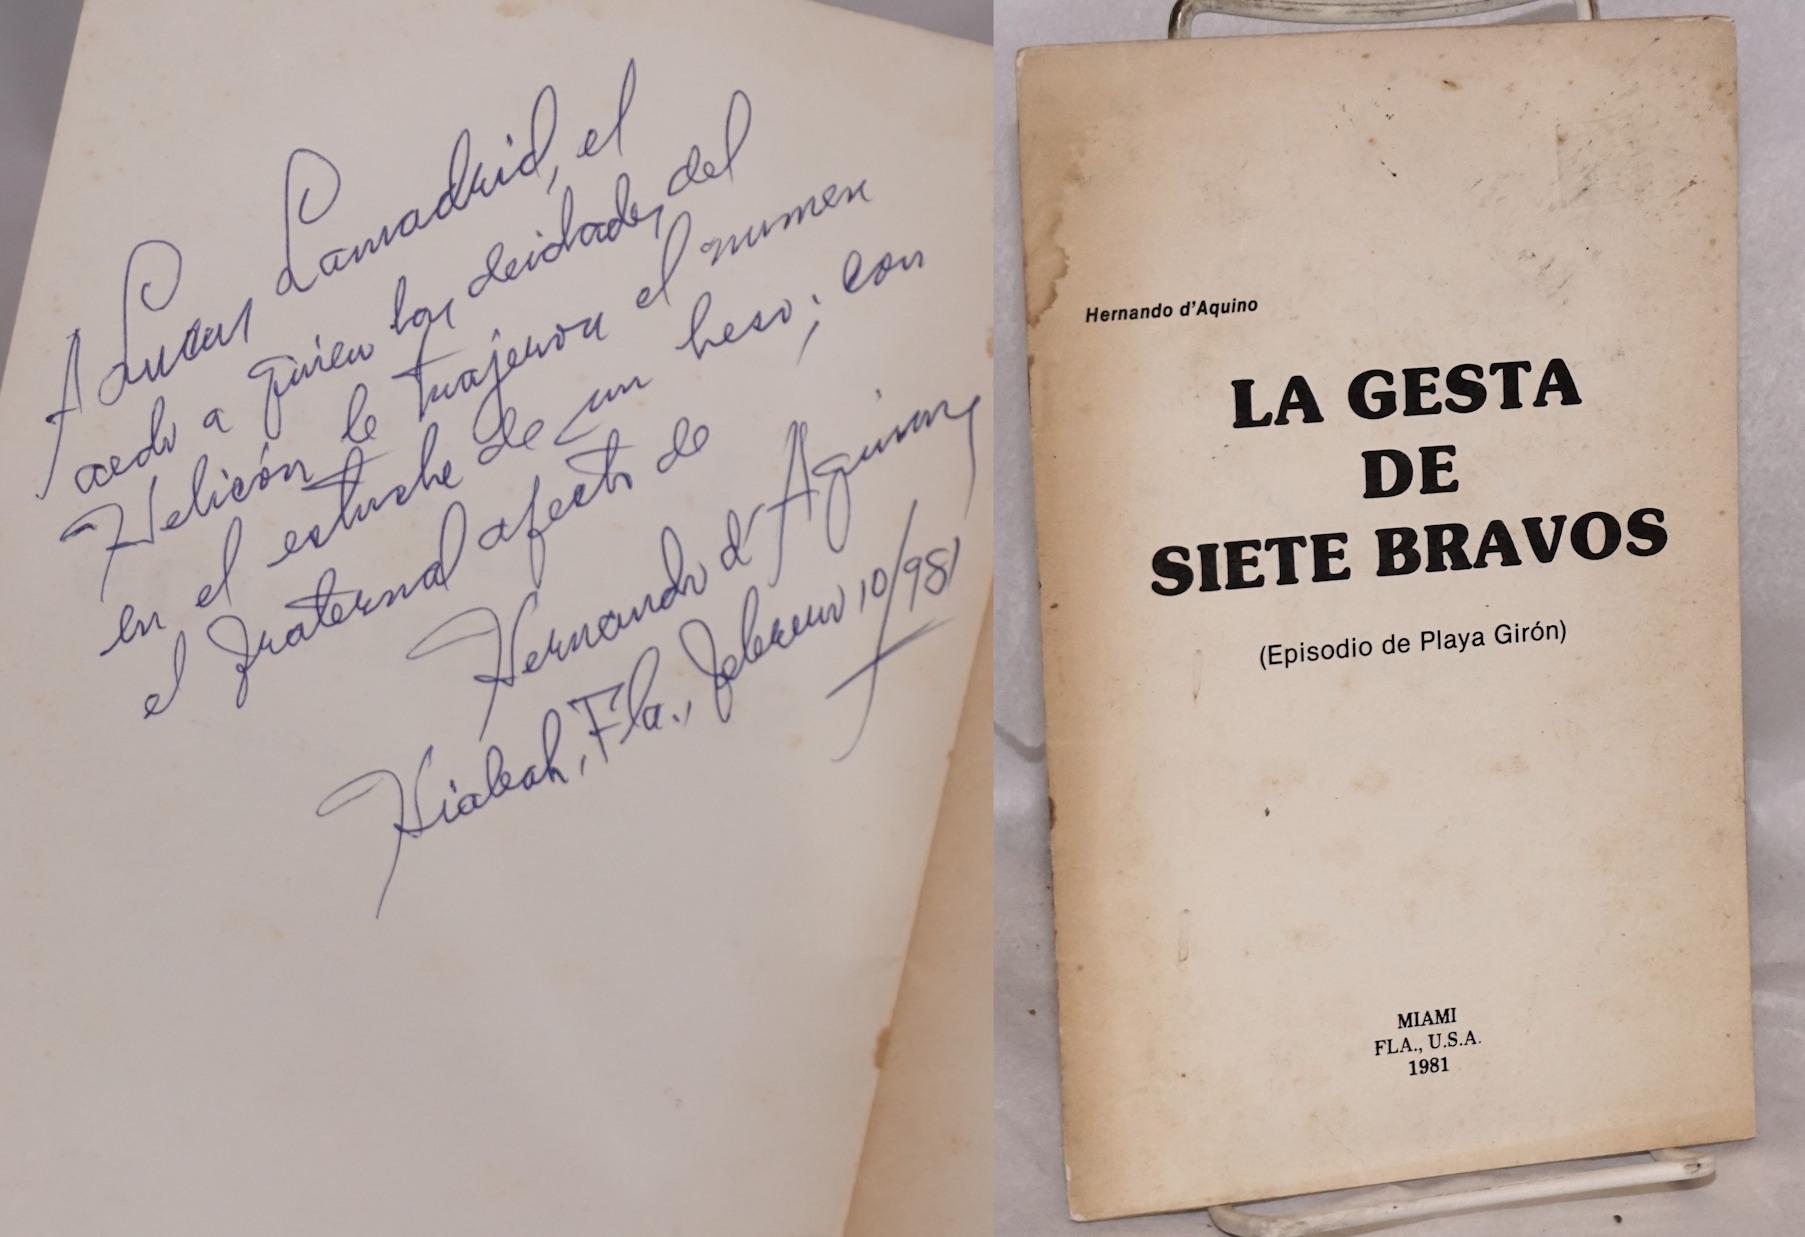 A Lucas Lamadrid, el
aedo a quien las deidades del
Helicón le trajeron el numen
en el estuche de un beso; con
el fraternal afecto de
Hernando d'Aquino
Hialeah, Fla., febrero 10/981
Hernando d'Aquino
LA GESTA
DE
SIETE BRAVOS
(Episodio de Playa Girón)
MIAMI
FLA., U.S.A.
1981